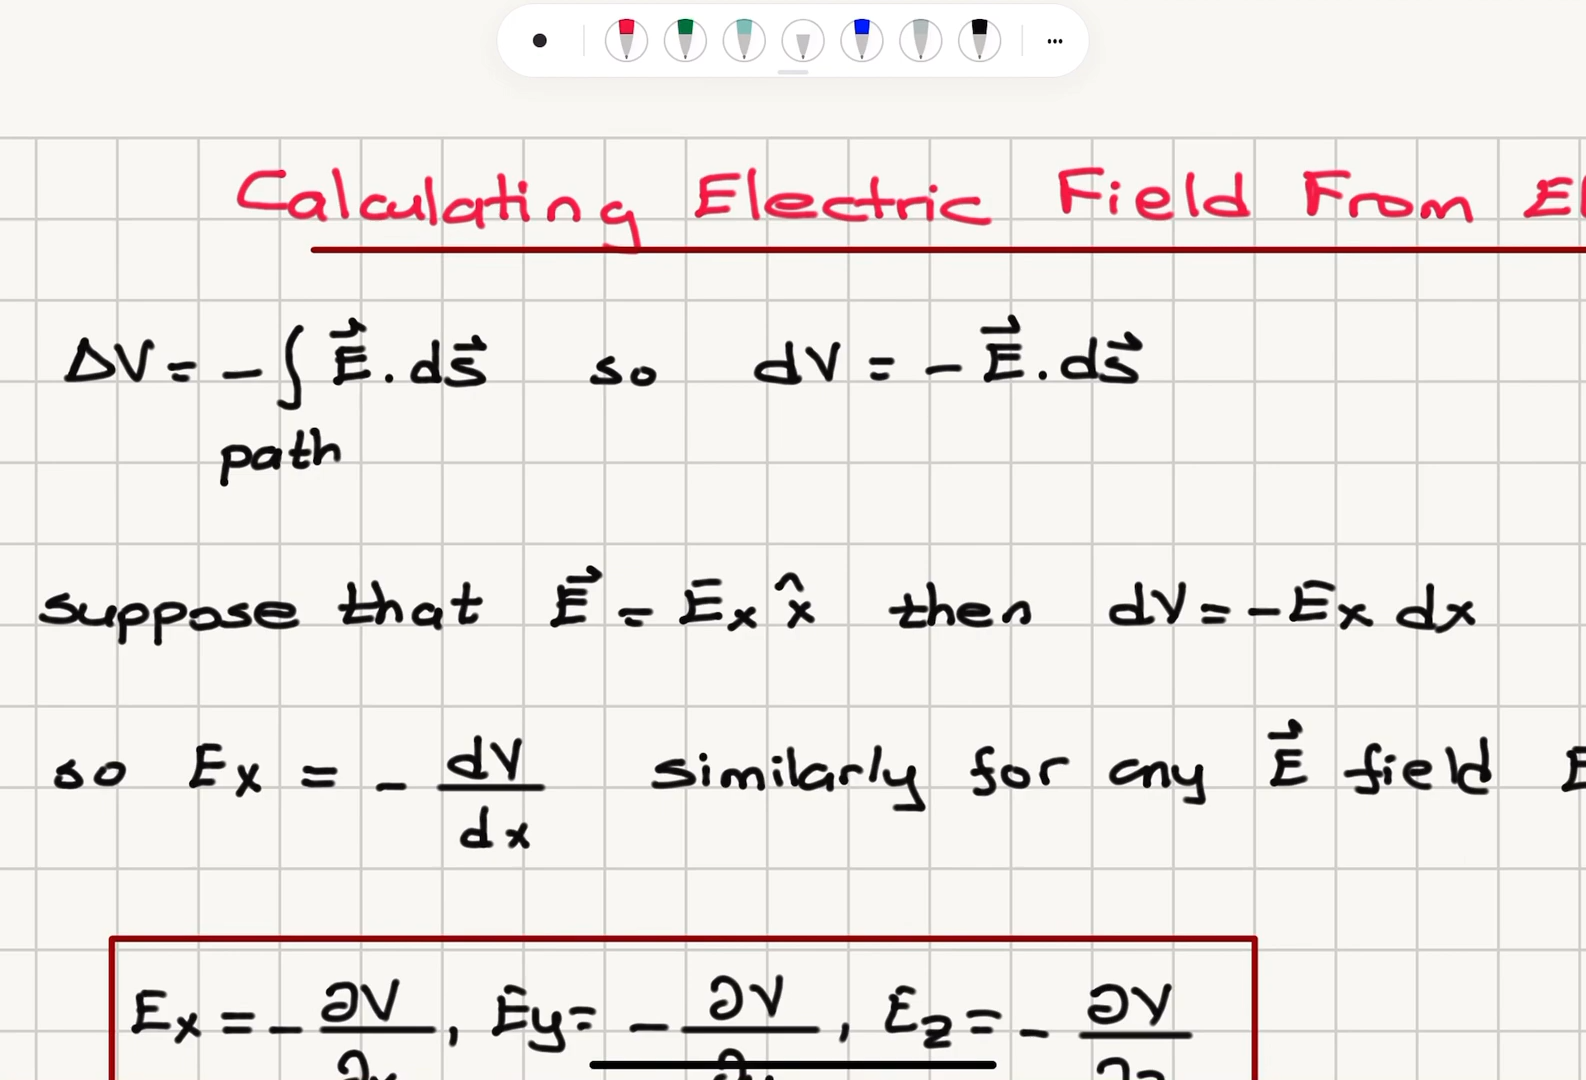 Calculating Electric Field From
ΔV = - ∫ E⃗ . ds⃗ so dV = - E⃗ . ds⃗
path
suppose that E⃗ = Ex x̂ then dV = - Ex dx
so Ex = - dV/dx similarly for any E⃗ field
Ex = - ∂V/∂x, Ey = - ∂V/∂y, Ez = - ∂V/∂z